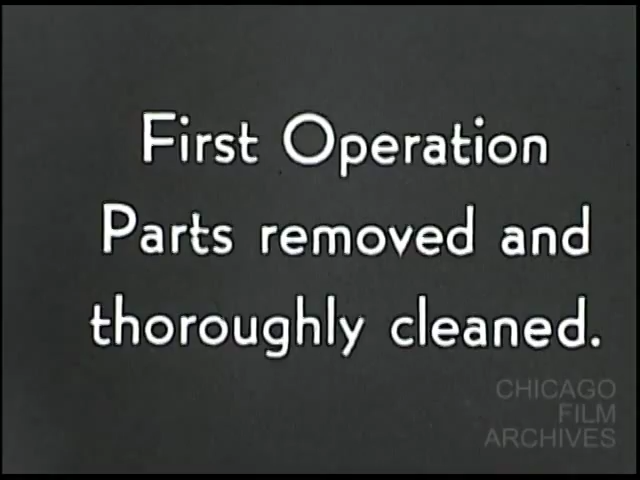 First Operation
Parts removed and
thoroughly cleaned.
CHICAGO
FILM
ARCHIVES